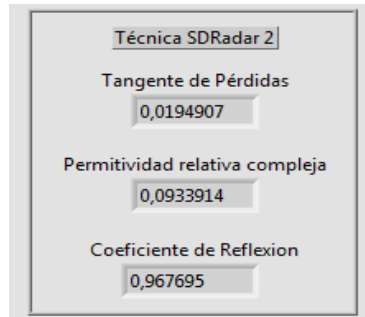 Técnica SDRadar 2
Tangente de Pérdidas
0,0194907
Permitividad relativa compleja
0,0933914
Coeficiente de Reflexion
0,967695